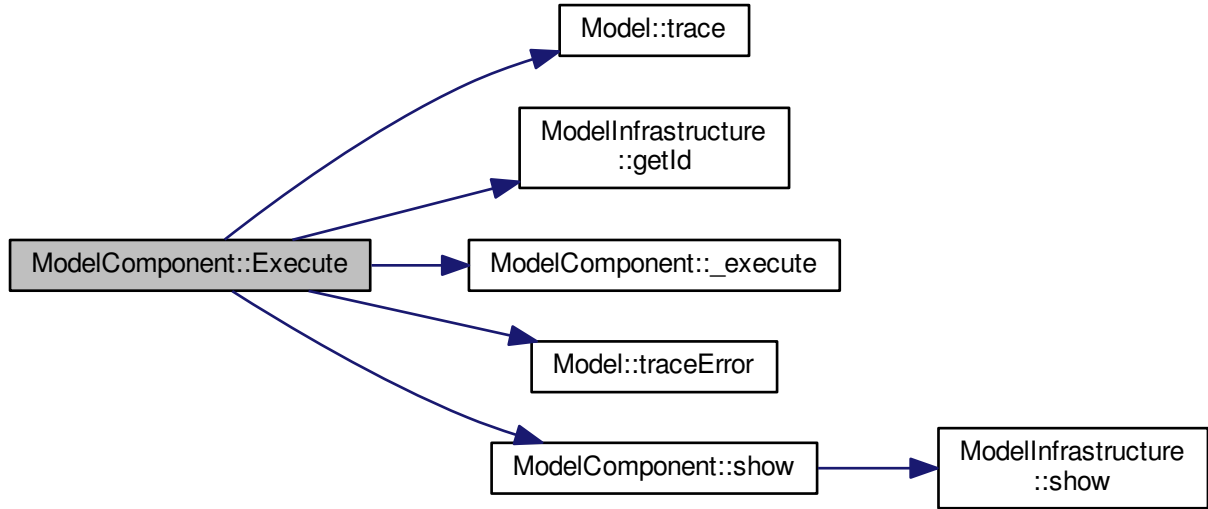 Model::trace
ModelInfrastructure
::getId
ModelComponent::Execute
ModelComponent::_execute
Model::traceError
ModelComponent::show
ModelInfrastructure
::show